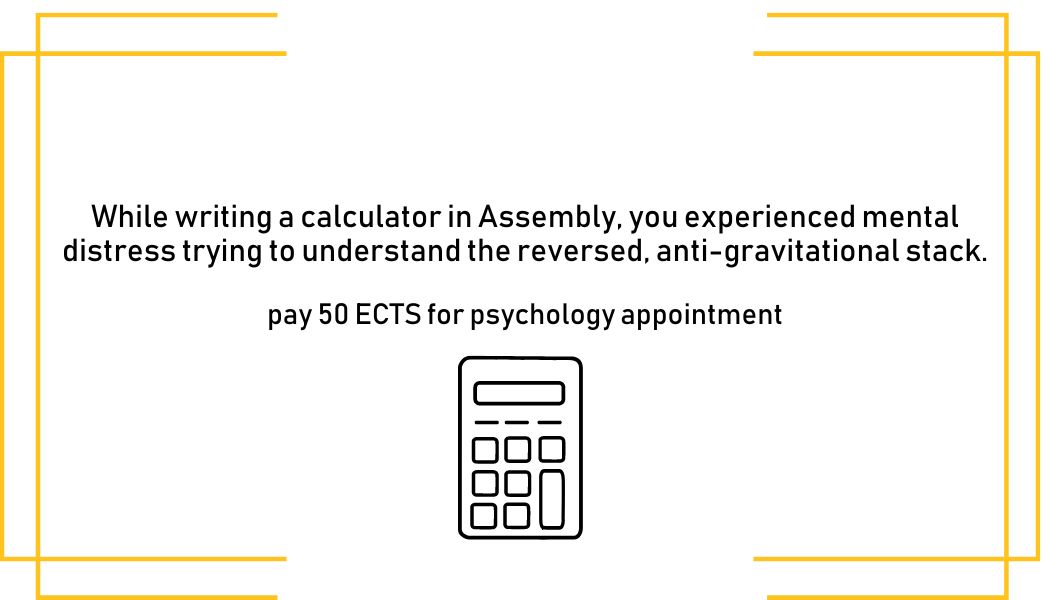 While writing a calculator in Assembly, you experienced mental
distress trying to understand the reversed, anti-gravitational stack.
pay 50 ECTS for psychology appointment